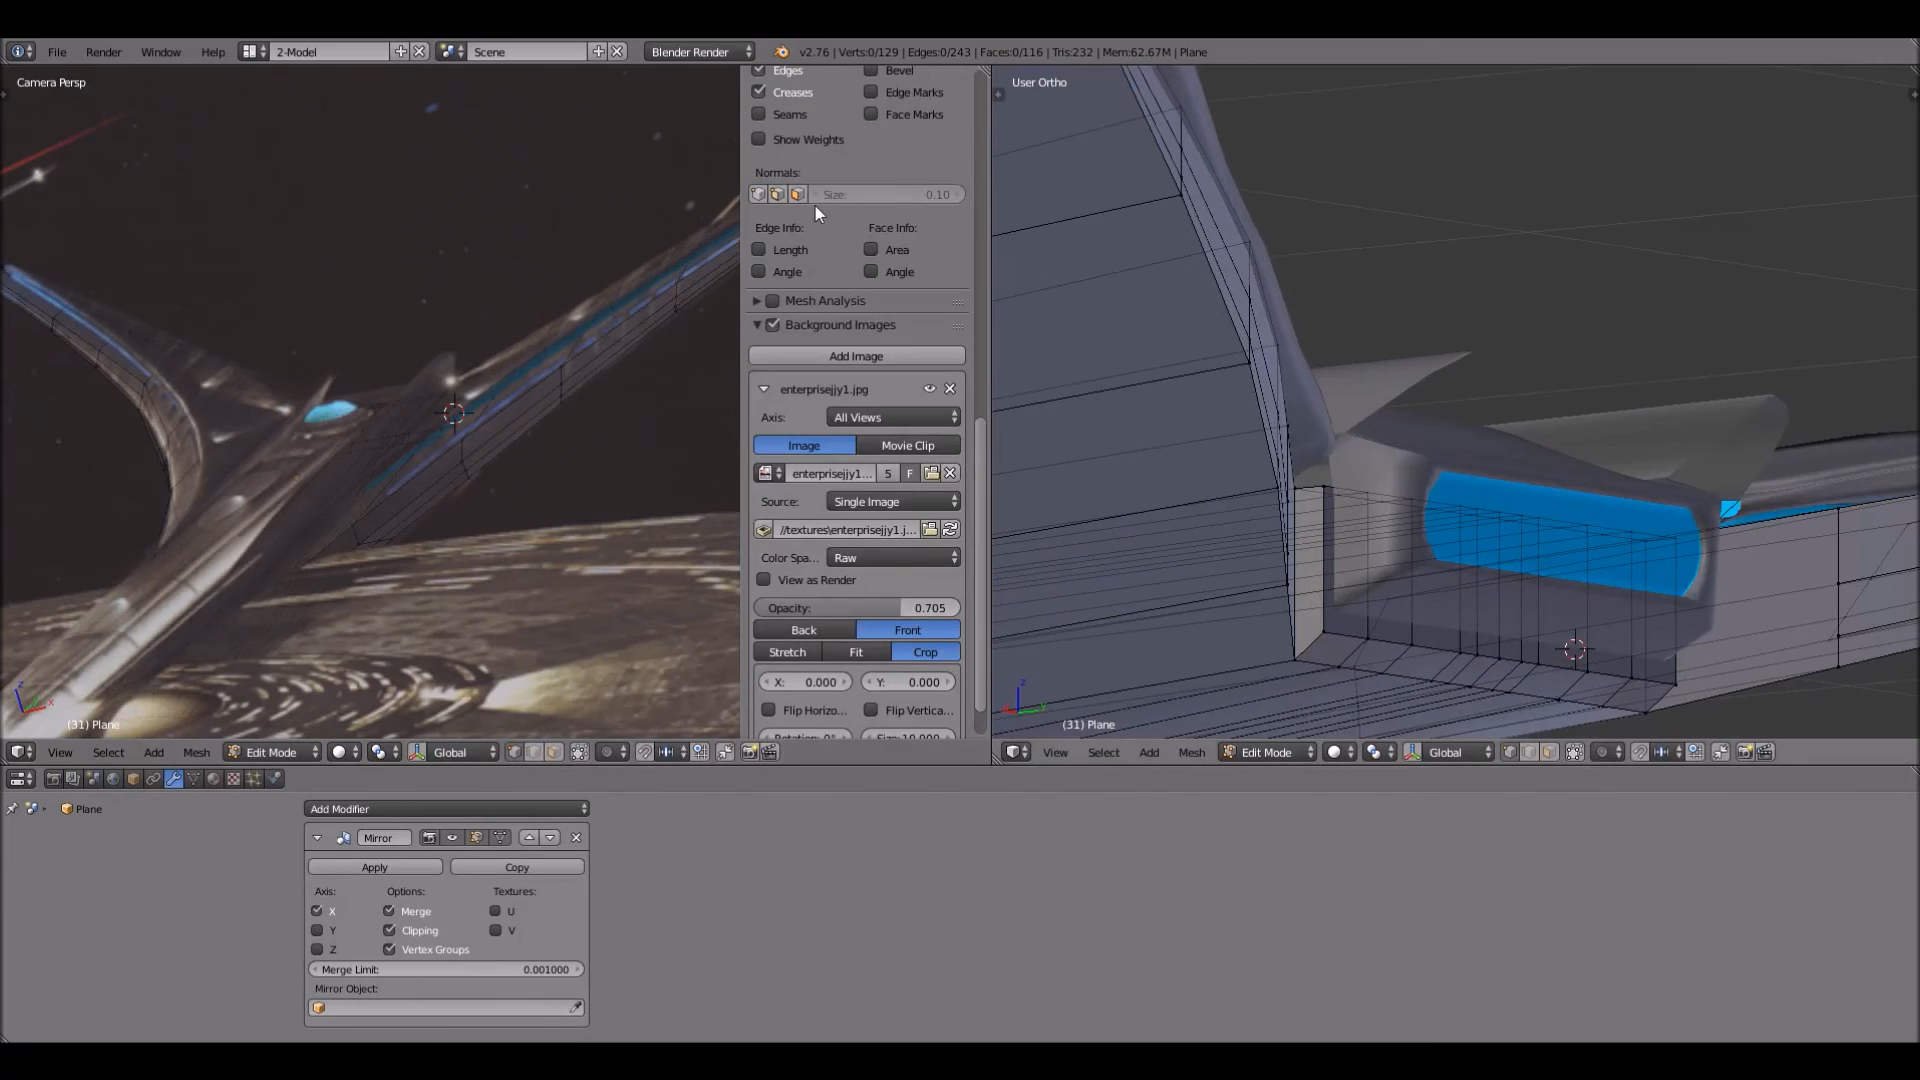 File Render Window Help 2-Model Scene Blender Render v2.76 | Verts:0/129 | Edges:0/243 | Faces:0/116 | Tris:232 | Mem:62.67M | Plane
Camera Persp
Edges Bevel
Creases Edge Marks
Seams Face Marks
Show Weights
Normals:
Size: 0.10
Edge Info: Face Info:
Length Area
Angle Angle
Mesh Analysis
Background Images
Add Image
enterprisejjy1.jpg
Axis: All Views
Image Movie Clip
enterprisejjy1... 5 F
Source: Single Image
//textures\enterprisejjy1.j...
Color Spa... Raw
View as Render
Opacity: 0.705
Back Front
Stretch Fit Crop
X: 0.000 Y: 0.000
Flip Horizo... Flip Vertica...
Rotation: 0° Size: 10.000
x
(31) Plane
User Ortho
z
y
(31) Plane
View Select Add Mesh Edit Mode Global
View Select Add Mesh Edit Mode Global
Plane
Add Modifier
Mirror
Apply Copy
Axis: Options: Textures:
X Merge U
Y Clipping V
Z Vertex Groups
Merge Limit: 0.001000
Mirror Object: